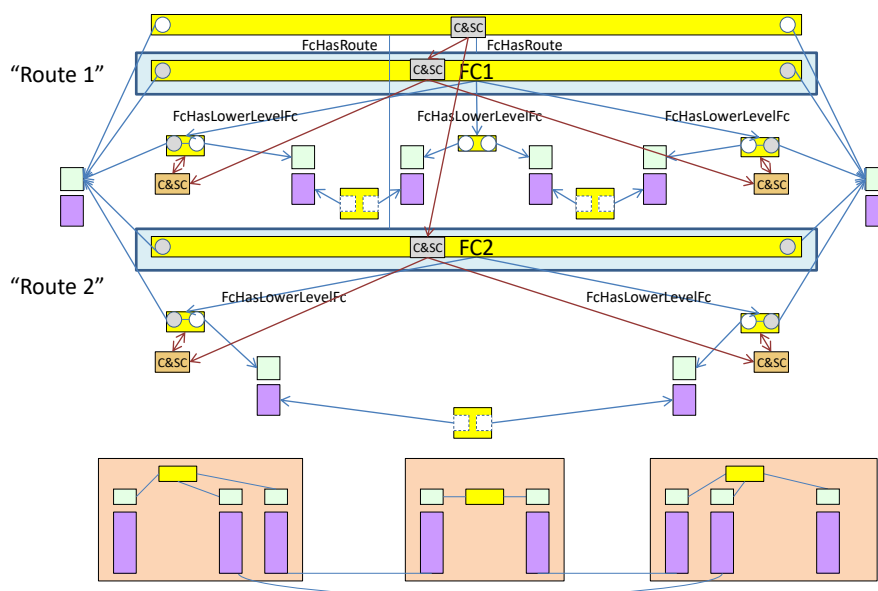 C&SC
FcHasRoute
FcHasRoute
“Route 1”
C&SC
FC1
FcHasLowerLevelFc
FcHasLowerLevelFc
FcHasLowerLevelFc
C&SC
C&SC
C&SC
FC2
“Route 2”
FcHasLowerLevelFc
FcHasLowerLevelFc
C&SC
C&SC